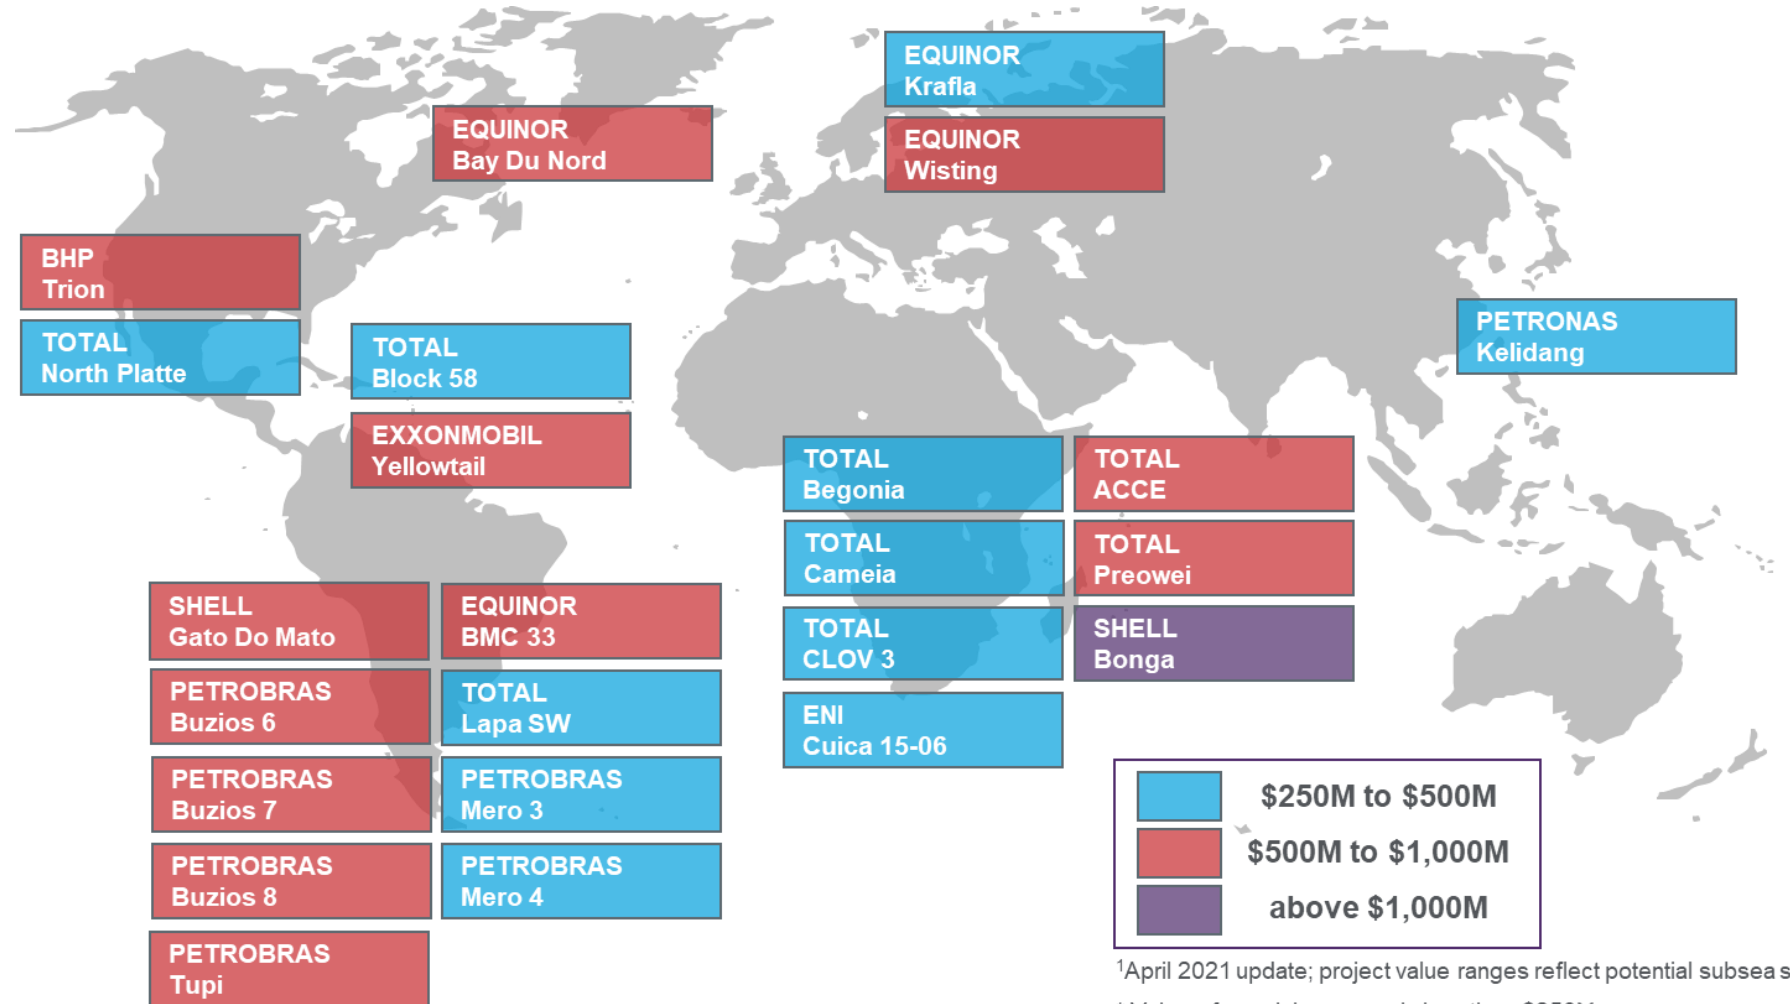 EQUINOR
Krafla
EQUINOR
Bay Du Nord
EQUINOR
Wisting
BHP
Trion
TOTAL
North Platte
TOTAL
Block 58
PETRONAS
Kelidang
EXXONMOBIL
Yellowtail
TOTAL
Begonia
TOTAL
ACCE
TOTAL
Cameia
TOTAL
Preowei
SHELL
Gato Do Mato
EQUINOR
BMC 33
TOTAL
CLOV 3
SHELL
Bonga
PETROBRAS
Buzios 6
TOTAL
Lapa SW
ENI
Cuica 15-06
PETROBRAS
Buzios 7
PETROBRAS
Mero 3
PETROBRAS
Buzios 8
PETROBRAS
Mero 4
PETROBRAS
Tupi
$250M to $500M
$500M to $1,000M
above $1,000M
¹April 2021 update; project value ranges reflect potential subsea s